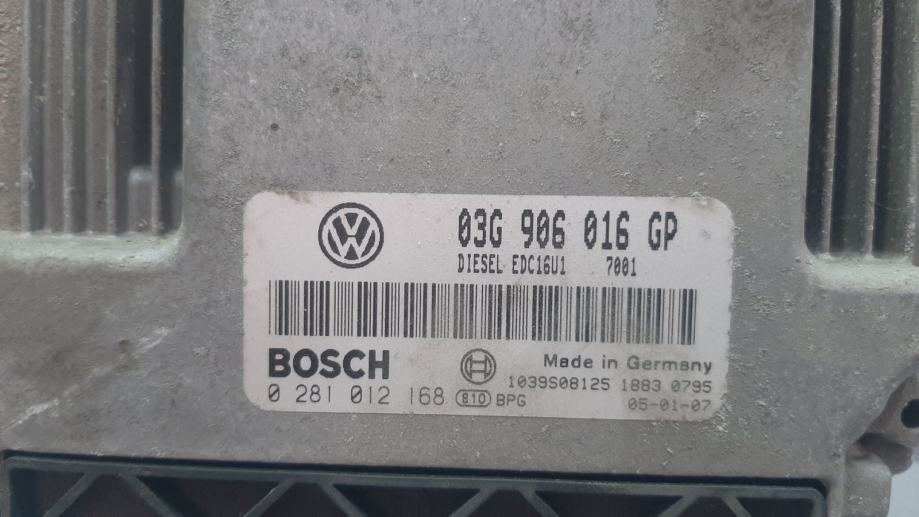 03G 906 016 GP
DIESEL EDC16U1 7001
BOSCH
Made in Germany
1039S08125 1883 0795
0 281 012 168 810 BPG
05-01-07